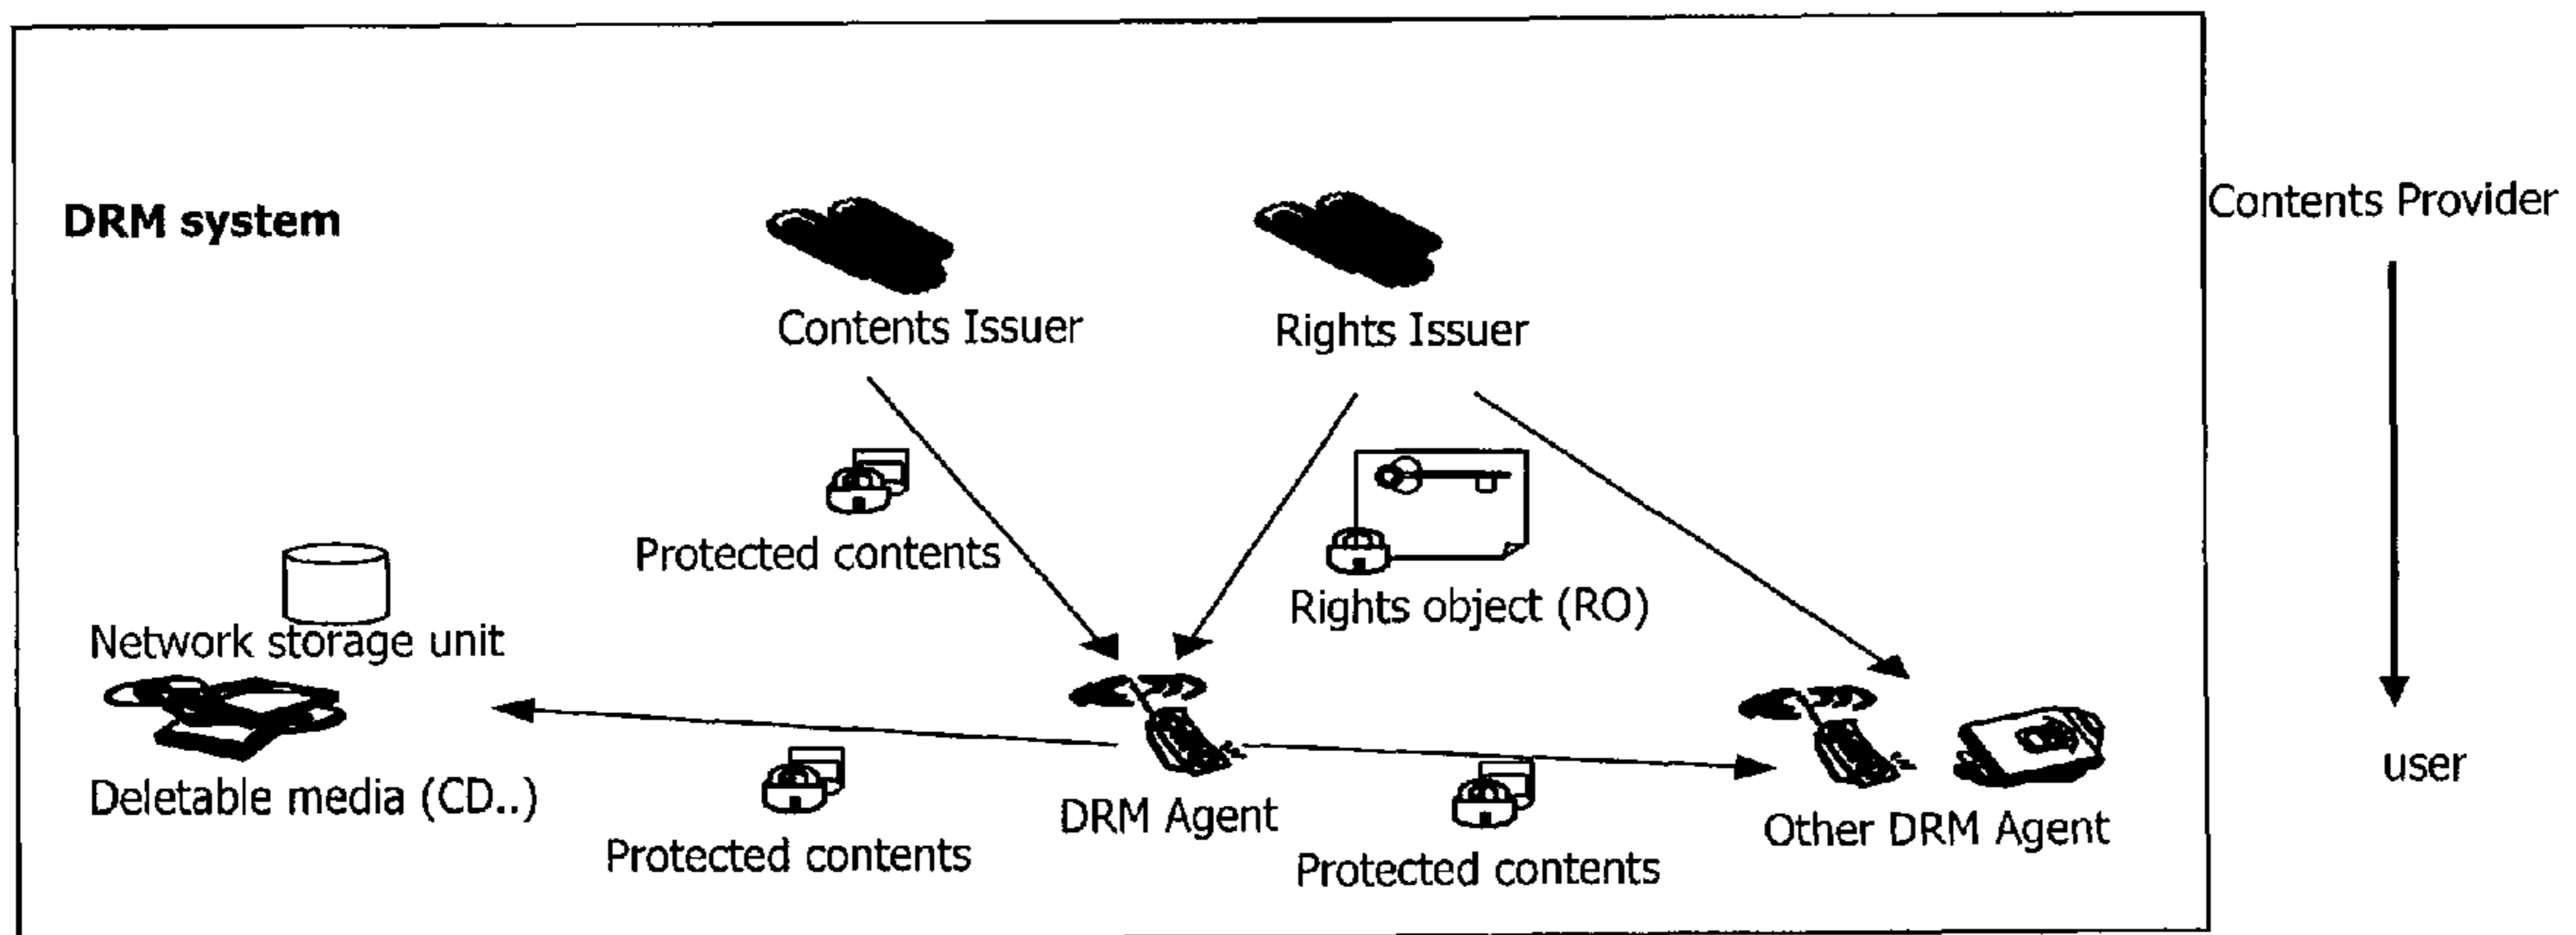 DRM system
Contents Provider
Contents Issuer
Rights Issuer
Protected contents
Rights object (RO)
Network storage unit
Deletable media (CD..)
Protected contents
DRM Agent
Protected contents
Other DRM Agent
user